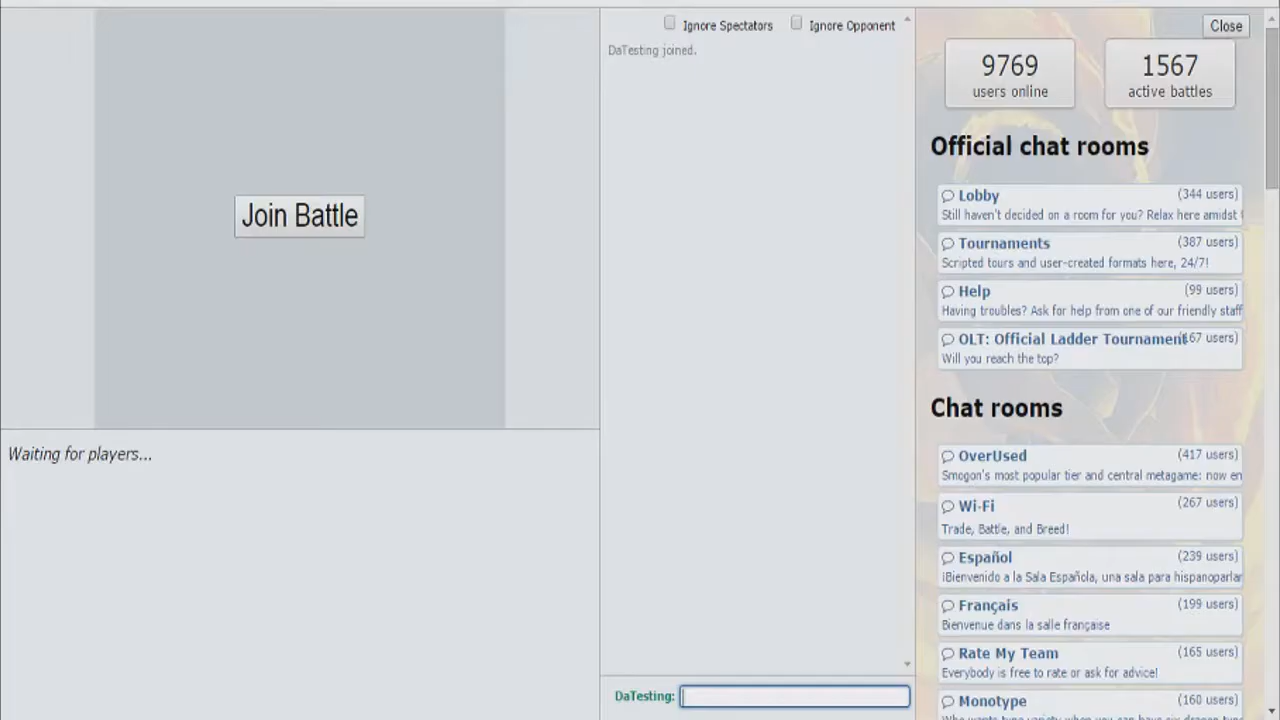 Join Battle
Waiting for players...
Ignore Spectators
Ignore Opponent
DaTesting joined.
DaTesting:
Close
9769
users online
1567
active battles
Official chat rooms
Lobby
(344 users)
Still haven't decided on a room for you? Relax here amidst
Tournaments
(387 users)
Scripted tours and user-created formats here, 24/7!
Help
(99 users)
Having troubles? Ask for help from one of our friendly staff
OLT: Official Ladder Tournament
67 users)
Will you reach the top?
Chat rooms
OverUsed
(417 users)
Smogon's most popular tier and central metagame: now en
Wi-Fi
(267 users)
Trade, Battle, and Breed!
Español
(239 users)
¡Bienvenido a la Sala Española, una sala para hispanoparlar
Français
(199 users)
Bienvenue dans la salle française
Rate My Team
(165 users)
Everybody is free to rate or ask for advice!
Monotype
(160 users)